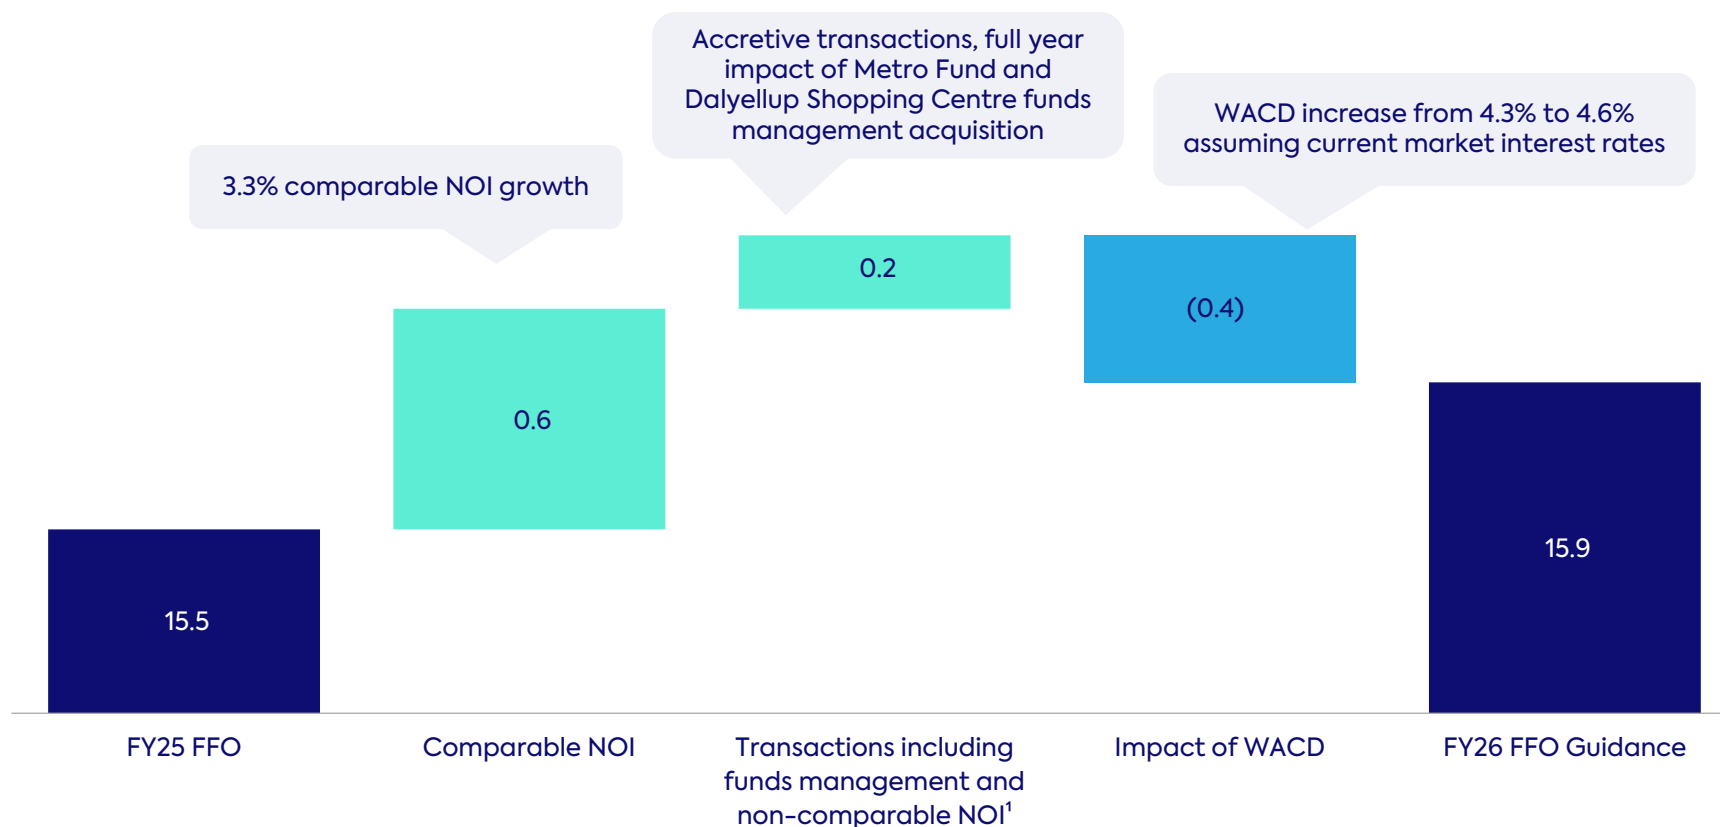 Accretive transactions, full year
impact of Metro Fund and
Dalyellup Shopping Centre funds
management acquisition
WACD increase from 4.3% to 4.6%
assuming current market interest rates
3.3% comparable NOI growth
0.2
(0.4)
0.6
15.9
15.5
FY25 FFO
Comparable NOI
Transactions including
funds management and
non-comparable NOI¹
Impact of WACD
FY26 FFO Guidance